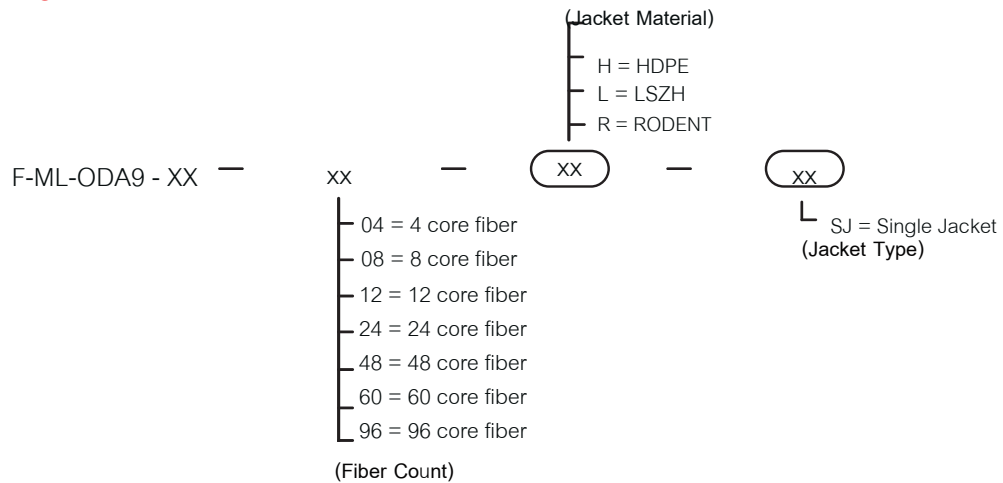 (Jacket Material)
H = HDPE
L = LSZH
R = RODENT
F-ML-ODA9 - XX — XX — XX — XX
04 = 4 core fiber
08 = 8 core fiber
12 = 12 core fiber
24 = 24 core fiber
48 = 48 core fiber
60 = 60 core fiber
96 = 96 core fiber
(Fiber Count)
SJ = Single Jacket
(Jacket Type)